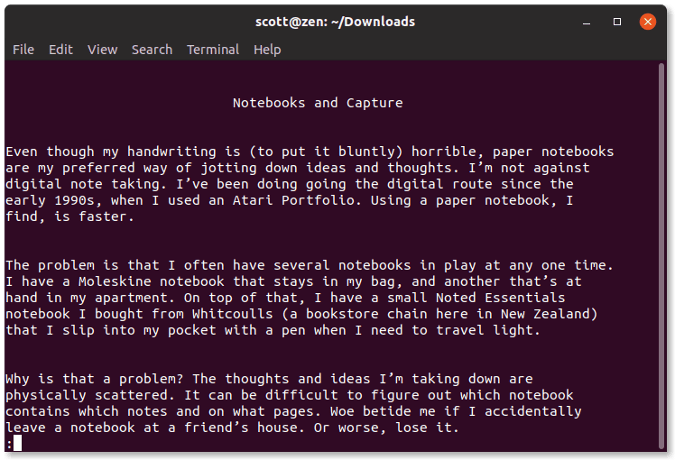 scott@zen: ~/Downloads
File Edit View Search Terminal Help
Notebooks and Capture
Even though my handwriting is (to put it bluntly) horrible, paper notebooks
are my preferred way of jotting down ideas and thoughts. I’m not against
digital note taking. I’ve been doing going the digital route since the
early 1990s, when I used an Atari Portfolio. Using a paper notebook, I
find, is faster.
The problem is that I often have several notebooks in play at any one time.
I have a Moleskine notebook that stays in my bag, and another that’s at
hand in my apartment. On top of that, I have a small Noted Essentials
notebook I bought from Whitcoulls (a bookstore chain here in New Zealand)
that I slip into my pocket with a pen when I need to travel light.
Why is that a problem? The thoughts and ideas I’m taking down are
physically scattered. It can be difficult to figure out which notebook
contains which notes and on what pages. Woe betide me if I accidentally
leave a notebook at a friend’s house. Or worse, lose it.
: